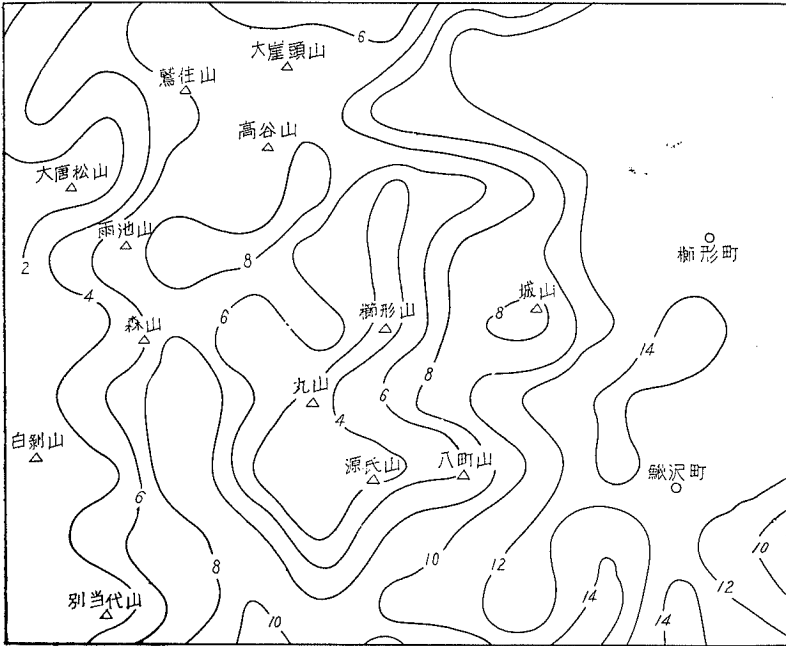 6
大崖頭山
鷲住山
高谷山
大唐松山
雨池山
櫛形町
2
8
4
6
櫛形山
城山
8
森山
14
8
丸山
4
6
白剝山
源氏山
八町山
鰍沢町
6
10
8
10
12
12
別当代山
14
14
10